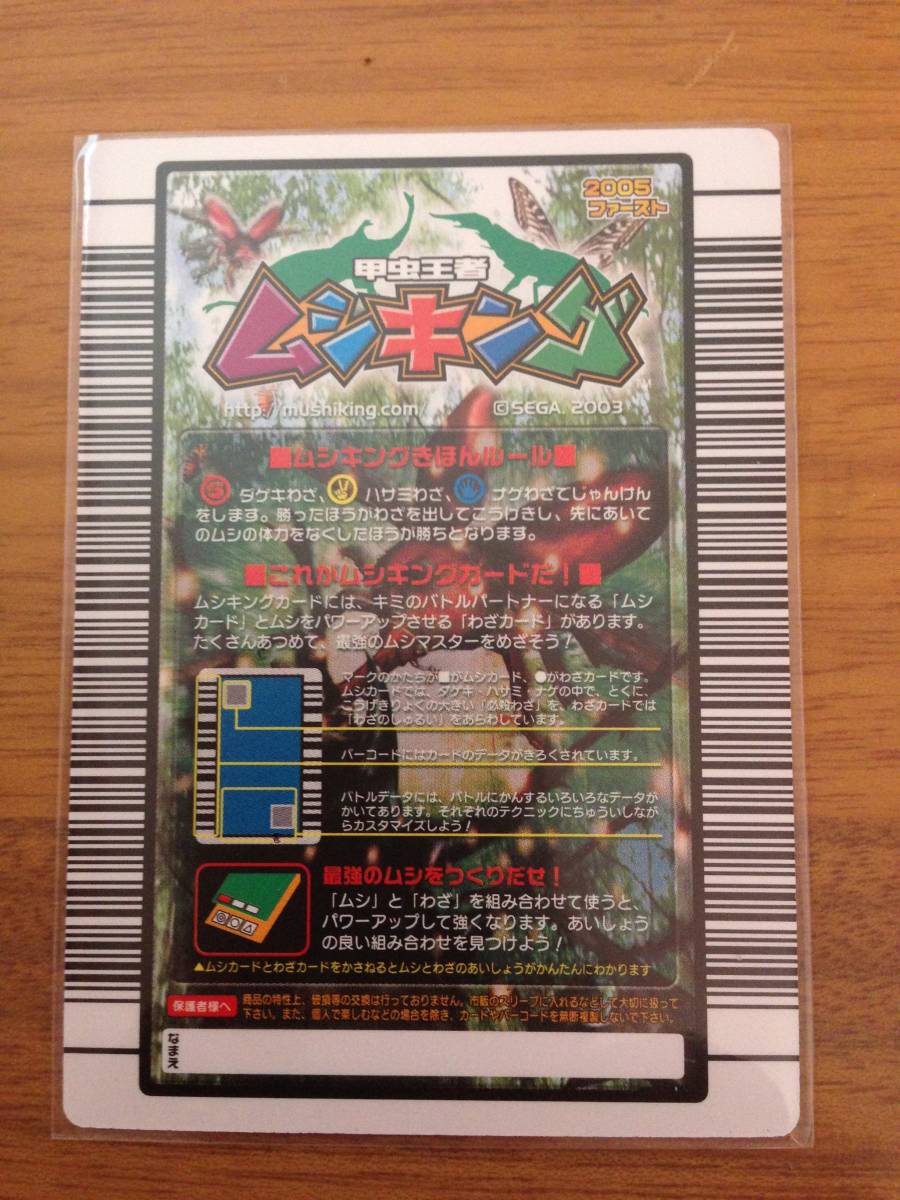 2005
ファースト
甲虫王者
ムシキング
http://mushiking.com/ ©SEGA. 2003
■ムシキングきほんルール■
ダゲキわざ、 ハサミわざ、 ナゲわざでじゃんけん
をします。勝ったほうがわざを出してこうげきし、先にあいて
のムシの体力をなくしたほうが勝ちとなります。
■これがムシキングカードだ！■
ムシキングカードには、キミのバトルパートナーになる「ムシ
カード」とムシをパワーアップさせる「わざカード」があります。
たくさんあつめて、最強のムシマスターをめざそう！
マークのかたちが■がムシカード、●がわざカードです。
ムシカードでは、ダゲキ・ハサミ・ナゲの中で、とくに、
こうげきりょくの大きい「必殺わざ」を、わざカードでは
「わざのしゅるい」をあらわしています。
バーコードにはカードのデータがきろくされています。
バトルデータには、バトルにかんするいろいろなデータが
かいてあります。それぞれのテクニックにちゅういしなが
らカスタマイズしよう！
最強のムシをつくりだせ！
「ムシ」と「わざ」を組み合わせて使うと、
パワーアップして強くなります。あいしょう
の良い組み合わせを見つけよう！
▲ムシカードとわざカードをかさねるとムシとわざのあいしょうがかんたんにわかります
保護者様へ 商品の特性上、破損等の交換は行っておりません。市販のスリーブに入れるなどして大切に扱って
下さい。また、個人で楽しむなどの場合を除き、カードやバーコードを無断複製しないで下さい。
なまえ